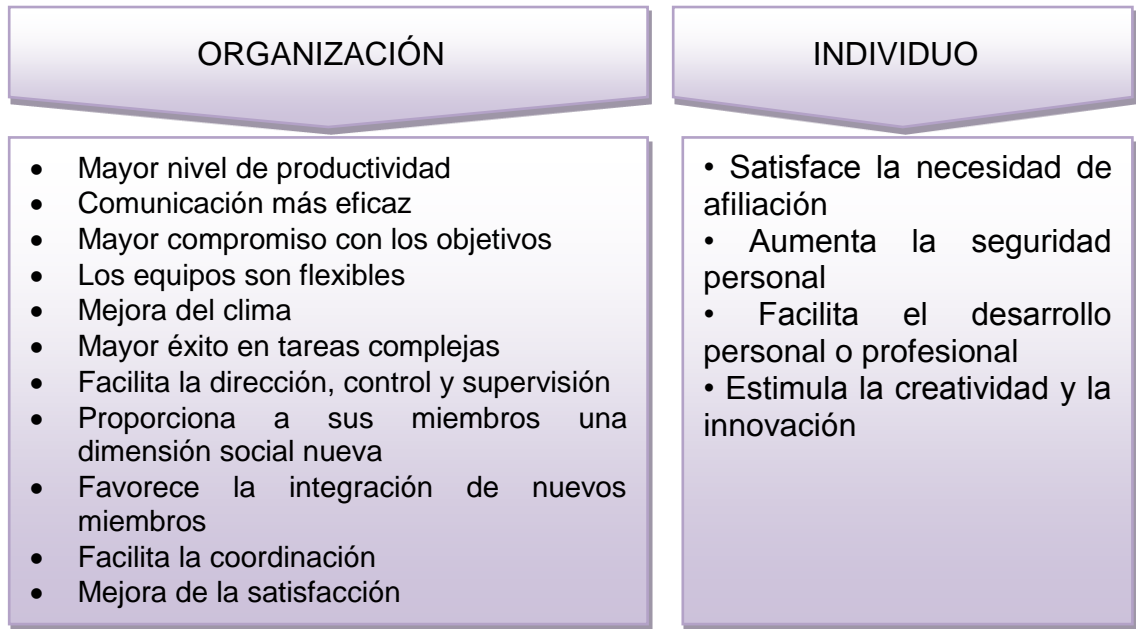 ORGANIZACIÓN
• Mayor nivel de productividad
• Comunicación más eficaz
• Mayor compromiso con los objetivos
• Los equipos son flexibles
• Mejora del clima
• Mayor éxito en tareas complejas
• Facilita la dirección, control y supervisión
• Proporciona a sus miembros una
dimensión social nueva
• Favorece la integración de nuevos
miembros
• Facilita la coordinación
• Mejora de la satisfacción
INDIVIDUO
• Satisface la necesidad de
afiliación
• Aumenta la seguridad
personal
• Facilita el desarrollo
personal o profesional
• Estimula la creatividad y la
innovación